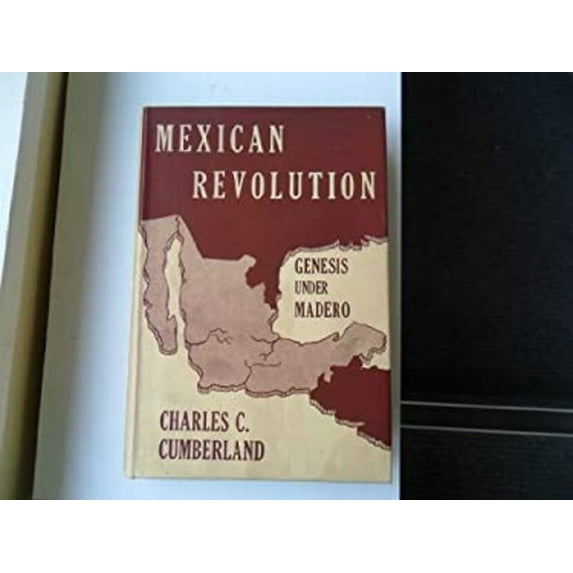 MEXICAN
REVOLUTION
GENESIS
UNDER
MADERO
CHARLES C.
CUMBERLAND